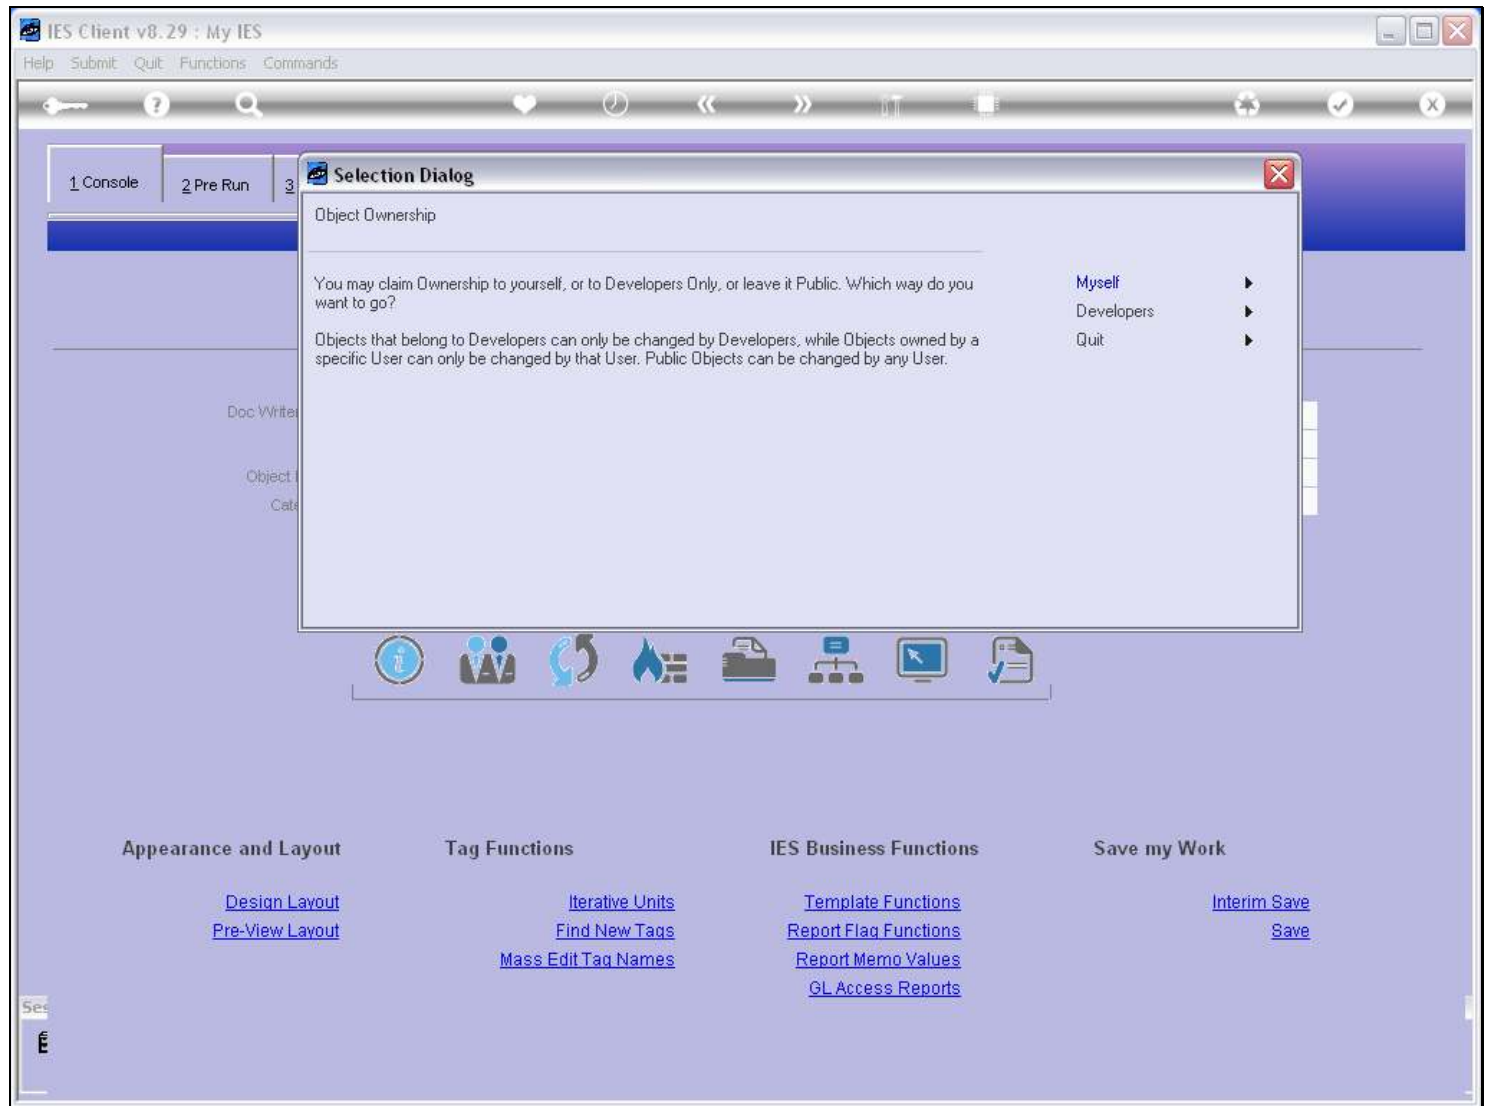 IES Client v8.29 : My IES
Help Submit Quit Functions Commands
1 Console
2 Pre Run
3
Selection Dialog
Object Ownership
You may claim Ownership to yourself, or to Developers Only, or leave it Public. Which way do you
want to go?
Objects that belong to Developers can only be changed by Developers, while Objects owned by a
specific User can only be changed by that User. Public Objects can be changed by any User.
Myself
Developers
Quit
Doc Writer
Object
Cate
Appearance and Layout
Design Layout
Pre-View Layout
Tag Functions
Iterative Units
Find New Tags
Mass Edit Tag Names
IES Business Functions
Template Functions
Report Flag Functions
Report Memo Values
GL Access Reports
Save my Work
Interim Save
Save
Ses